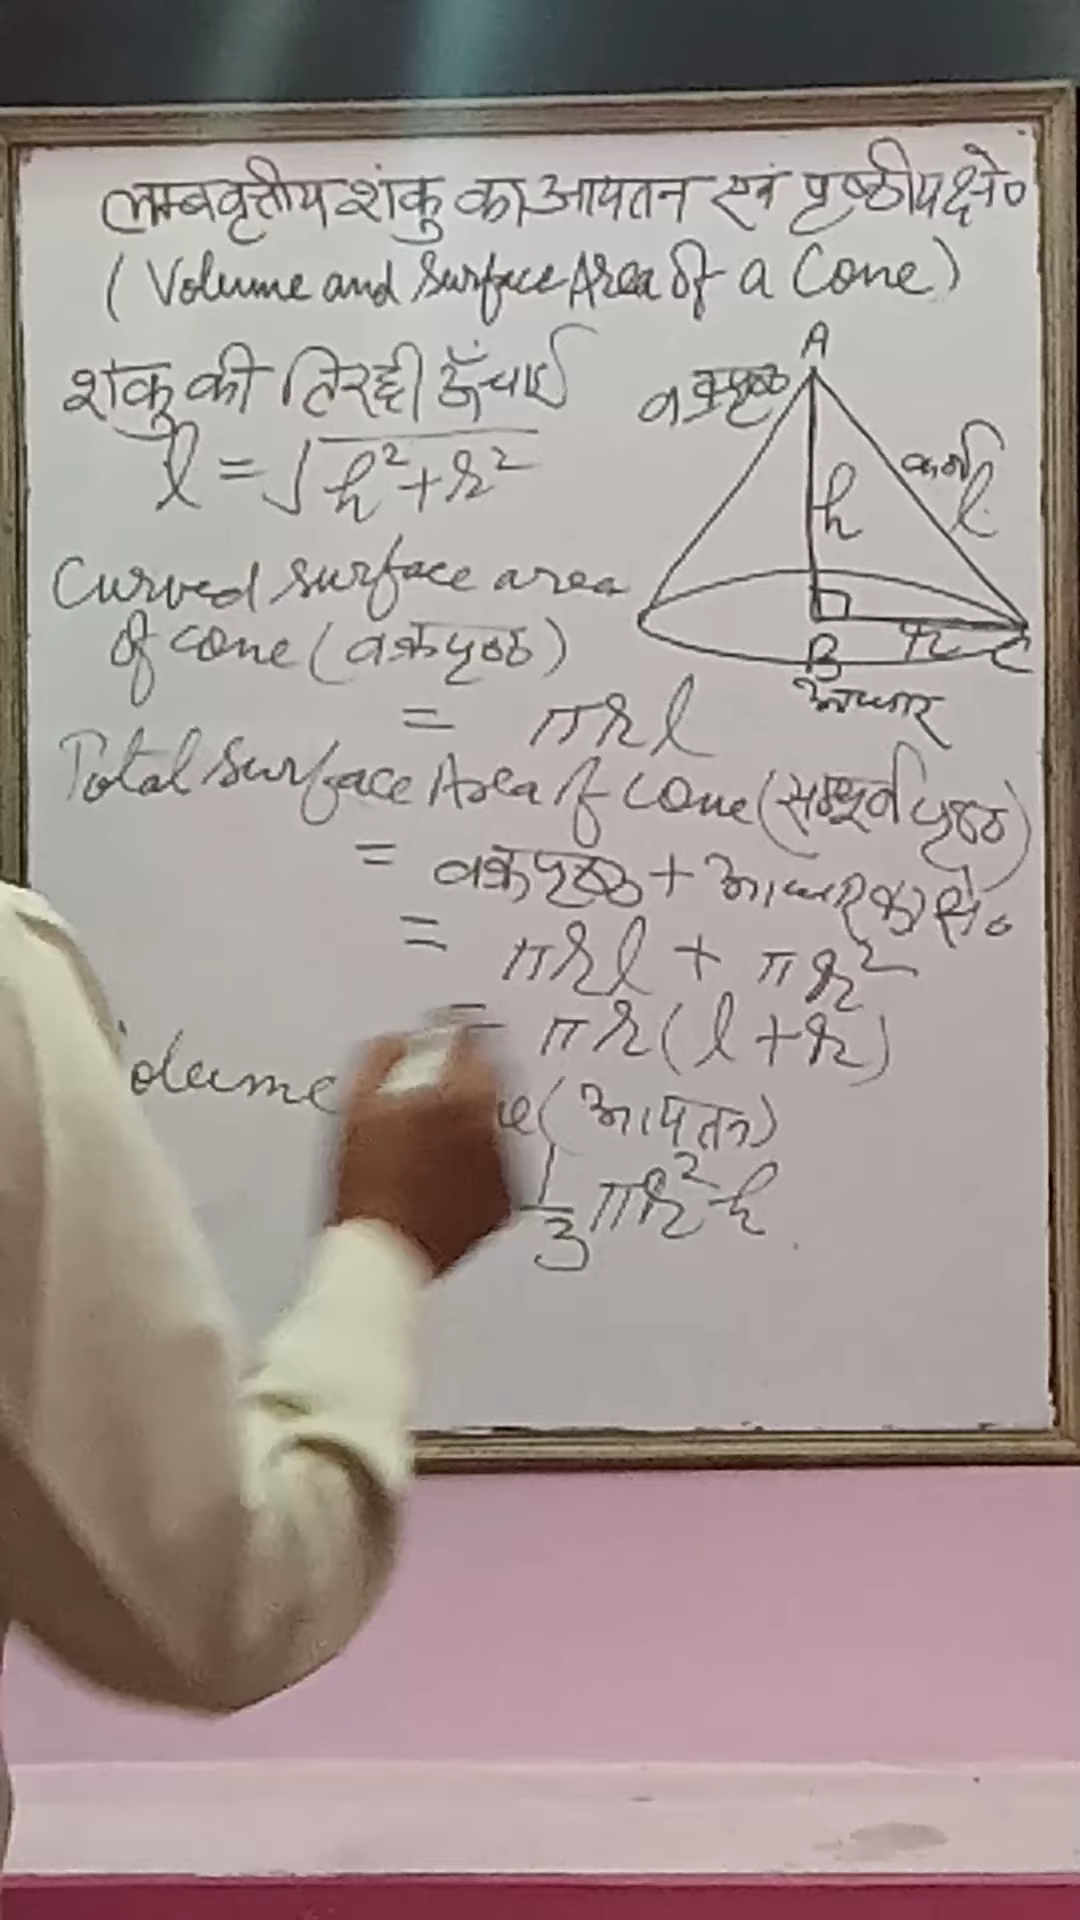 लम्बवृत्तीय शंकु का आयतन एवं पृष्ठीय क्षे०
(Volume and Surface Area of a Cone)
शंकु की तिरछी ऊँचाई
l = √h²+r²
A
वक्रपृष्ठ
h
कर्ण
l
B
r
C
आधार
Curved surface area
of cone (वक्रपृष्ठ)
= πrl
Total Surface Area of Cone (सम्पूर्ण पृष्ठ)
= वक्रपृष्ठ + आधार का क्षे०
= πrl + πr²
= πr(l+r)
(आयतन)
1/3 πr²h